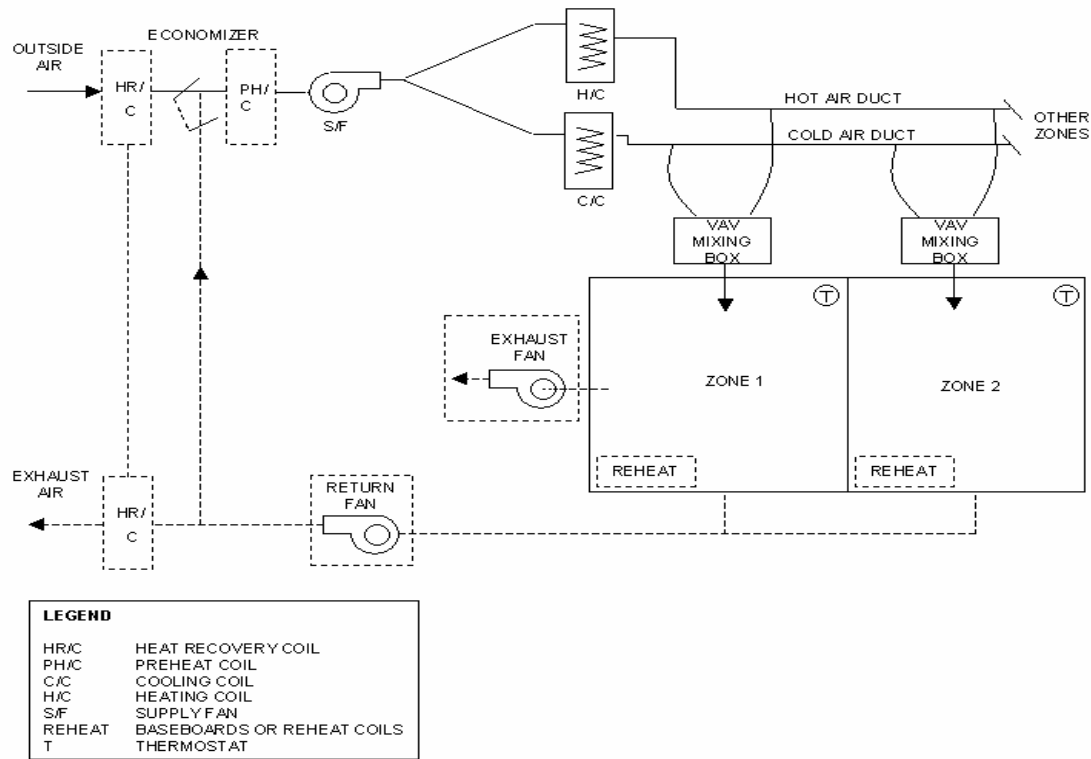 ECONOMIZER
OUTSIDE
AIR
HR/
C
PH/
C
S/F
H/C
C/C
HOT AIR DUCT
COLD AIR DUCT
OTHER
ZONES
VAV
MIXING
BOX
VAV
MIXING
BOX
T
T
EXHAUST
FAN
ZONE 1
ZONE 2
REHEAT
REHEAT
EXHAUST
AIR
HR/
C
RETURN
FAN
LEGEND
HR/C HEAT RECOVERY COIL
PH/C PREHEAT COIL
C/C COOLING COIL
H/C HEATING COIL
S/F SUPPLY FAN
REHEAT BASEBOARDS OR REHEAT COILS
T THERMOSTAT